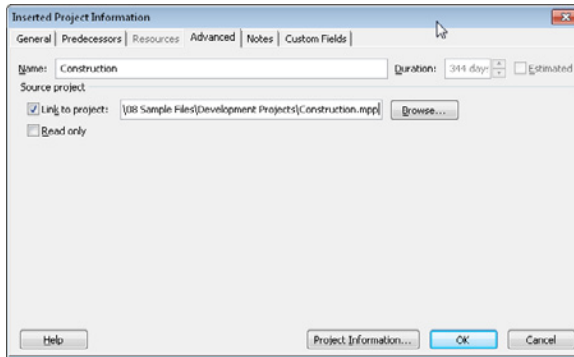 Inserted Project Information
General Predecessors Resources Advanced Notes Custom Fields
Name: Construction Duration: 344 days Estimated
Source project
Link to project: \08 Sample Files\Development Projects\Construction.mpp Browse...
Read only
Help Project Information... OK Cancel